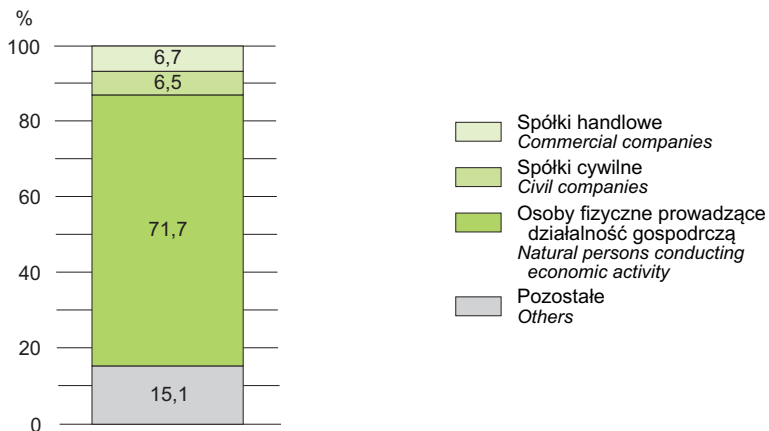 %
100
80
60
40
20
0
6,7
6,5
71,7
15,1
Spółki handlowe
Commercial companies
Spółki cywilne
Civil companies
Osoby fizyczne prowadzące
działalność gospodrczą
Natural persons conducting
economic activity
Pozostałe
Others